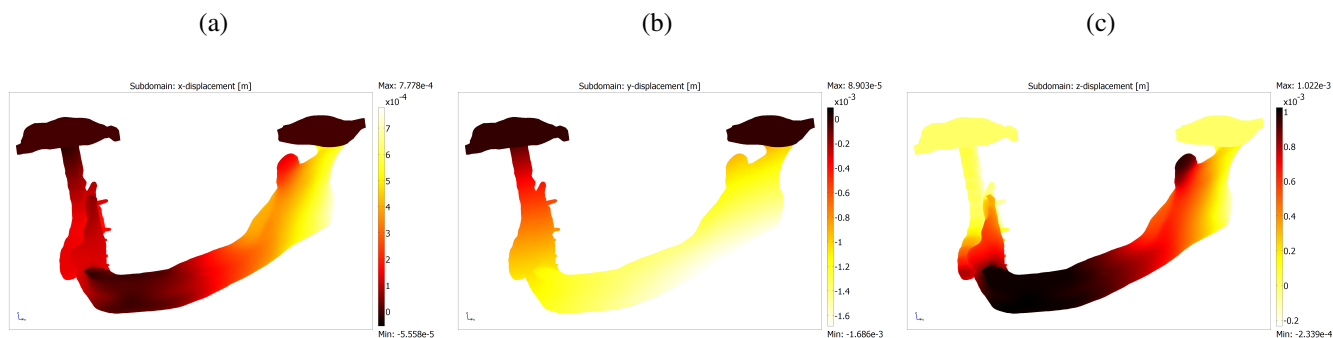 (a)
(b)
(c)
Subdomain: x-displacement [m]
Max: 7.778e-4
x10⁻⁴
7
6
5
4
3
2
1
0
Min: -5.558e-5
Subdomain: y-displacement [m]
Max: 8.903e-5
x10⁻³
0
-0.2
-0.4
-0.6
-0.8
-1
-1.2
-1.4
-1.6
Min: -1.686e-3
Subdomain: z-displacement [m]
Max: 1.022e-3
x10⁻³
1
0.8
0.6
0.4
0.2
0
-0.2
Min: -2.339e-4